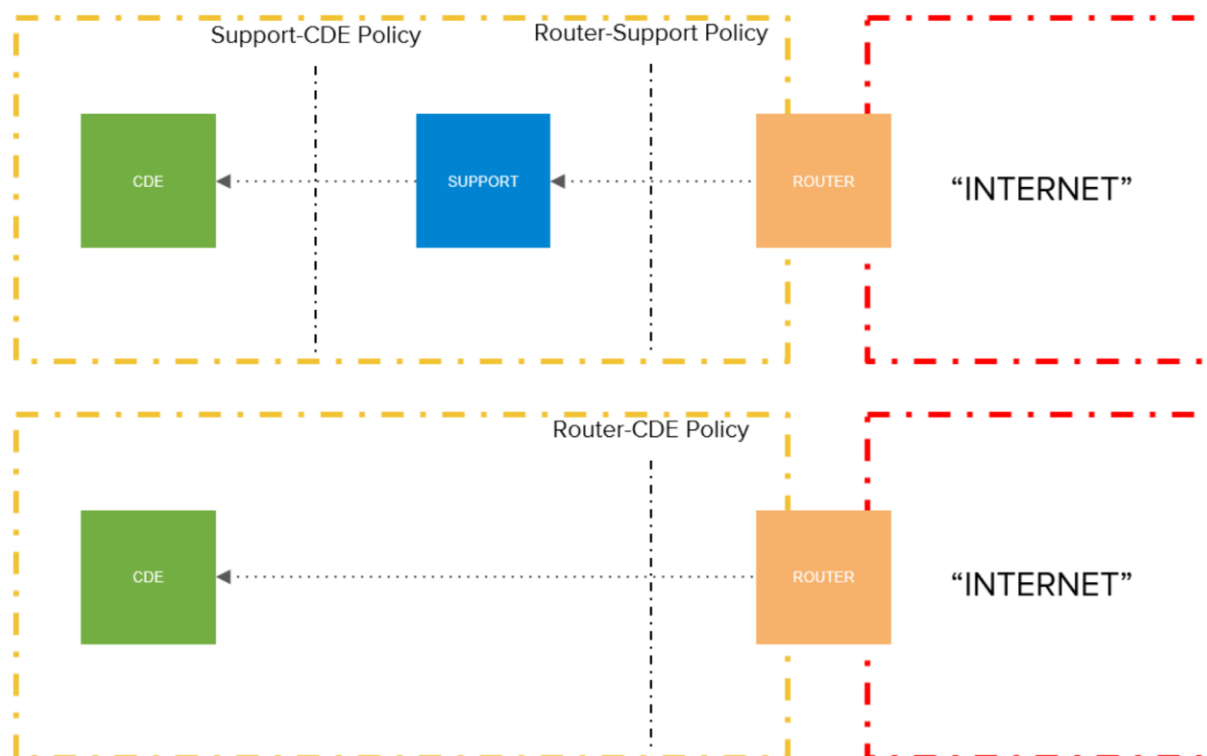 Support-CDE Policy
Router-Support Policy
CDE
SUPPORT
ROUTER
“INTERNET”
Router-CDE Policy
CDE
ROUTER
“INTERNET”